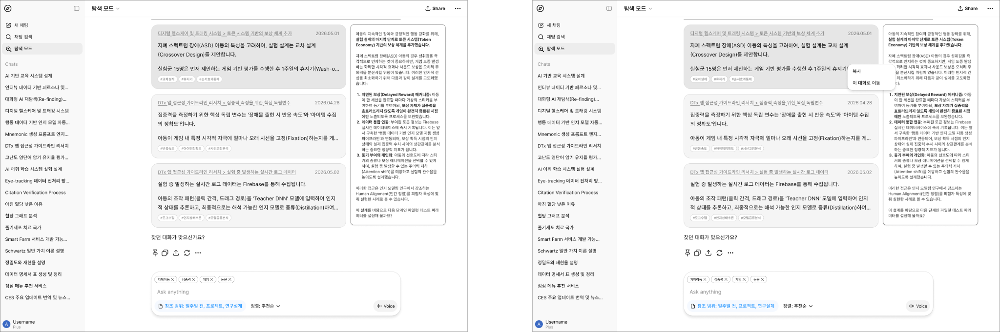 탐색 모드
Share
새 채팅
채팅 검색
탐색 모드
Chats
AI 기반 교육 시스템 설계
인터뷰 데이터 기반 페르소나 및...
대화형 AI 재탐색(Re-finding)...
디지털 헬스케어 및 트래킹 시스템
행동 데이터 기반 인지 모델 자동...
Mnemonic 생성 프롬프트 엔지...
DTx 앱 접근성 가이드라인 리서치
고난도 영단어 암기 유지율 평가...
AI 어휘 학습 시스템 실험 설계
Eye-tracking 데이터 전처리 방...
Citation Verification Process
아침 혈당 낮은 이유
혈당 그래프 분석
줄기세포 치료 국가
Smart Farm 서비스 개발 가능...
Schwartz 일반 가치 이론 설명
정밀도와 재현율 설명
데이터 명세서 표 생성 및 정리
점심 메뉴 추천 서비스
CES 주요 업데이트 번역 및 뉴스...
A
Username
Plus
디지털 헬스케어 및 트래킹 시스템 > 토큰 시스템 기반의 보상 체계 추가
2026.05.01
자폐 스펙트럼 장애(ASD) 아동의 특성을 고려하여, 실험 설계는 교차 설계
(Crossover Design)를 제안합니다.
실험군 15명은 먼저 제안하는 게임 기반 평가를 수행한 후 1주일의 휴지기(Wash-o...
#교차설계
#휴지기
#순서효과통제
DTx 앱 접근성 가이드라인 리서치 > 집중력 측정을 위한 핵심 독립변수
2026.04.28
집중력을 측정하기 위한 핵심 독립 변수는 '장애물 출현 시 반응 속도'와 '아이템 수집
의 정확도'입니다.
아동이 게임 내 특정 시각적 자극에 얼마나 오래 시선을 고정(Fixation)하는지를 게...
#반응속도
#아이템정확도
#시선고정분석
DTx 앱 접근성 가이드라인 리서치 > 실험 중 발생하는 실시간 로그 데이터
2026.05.02
실험 중 발생하는 실시간 로그 데이터는 Firebase를 통해 수집됩니다.
아동의 조작 패턴(클릭 간격, 드래그 경로)을 'Teacher DNN' 모델에 입력하여 인지
적 상태를 추론하고, 최종적으로는 해석 가능한 인지 모델로 증류(Distillation)하여...
#로그수집
#인지상태추론
#모델증류분석
아동의 지속적인 참여와 긍정적인 행동 강화를 위해,
실험 설계의 마지막 단계로 토큰 시스템(Token
Economy) 기반의 보상 체계를 추가했습니다.
자폐 스펙트럼 장애(ASD) 아동의 경우 성취감을 즉
각적으로 인지하는 것이 중요하지만, 게임 도중 발생
하는 화려한 시각적 효과나 사운드 보상은 오히려 주
의력을 분산시킬 위험이 있습니다. 이러한 인지적 간
섭을 최소화하기 위해 다음과 같이 설계를 고도화했
습니다:
1. 지연된 보상(Delayed Reward) 메커니즘: 아동
이 한 세션을 완료할 때마다 가상의 스티커를 부
여하여 동기를 부여하되, 보상 자체가 집중력을
흐트러뜨리지 않도록 게임이 완전히 종료된 시점
에만 노출되도록 프로세스를 보완했습니다.
2. 데이터 통합 연동: 부여된 토큰 정보는 Firebase
실시간 데이터베이스에 즉시 기록됩니다. 이는 앞
서 구축한 '행동 데이터 기반 인지 모델 자동 생성
파이프라인'과 연동되어, 보상 획득 시점의 인지
상태와 실제 집중력 수치 사이의 상관관계를 분석
하는 중요한 정량적 지표가 됩니다.
3. 동기 부여의 개인화: 아동의 선호도에 따라 스티
커의 종류나 보상 애니메이션을 선택할 수 있게
하여, 실험 중 발생할 수 있는 주의력 저하
(Attention shift)를 예방하고 실험의 완수율을
높이도록 설계했습니다.
이러한 접근은 인지 모델링 연구에서 강조하는
Human Alignment(인간 정렬)를 피험자 특성에 맞
춰 실현한 사례로 볼 수 있습니다.
이 설계를 바탕으로 다음 단계인 파일럿 테스트 파라
미터를 설정해 볼까요?
찾던 대화가 맞으신가요?
자폐아동
집중력
게임
논문
Ask anything
참조 범위: 일주일 전, 프로젝트, 연구설계
정렬: 추천순
Voice
탐색 모드
Share
새 채팅
채팅 검색
탐색 모드
Chats
AI 기반 교육 시스템 설계
인터뷰 데이터 기반 페르소나 및...
대화형 AI 재탐색(Re-finding)...
디지털 헬스케어 및 트래킹 시스템
행동 데이터 기반 인지 모델 자동...
Mnemonic 생성 프롬프트 엔지...
DTx 앱 접근성 가이드라인 리서치
고난도 영단어 암기 유지율 평가...
AI 어휘 학습 시스템 실험 설계
Eye-tracking 데이터 전처리 방...
Citation Verification Process
아침 혈당 낮은 이유
혈당 그래프 분석
줄기세포 치료 국가
Smart Farm 서비스 개발 가능...
Schwartz 일반 가치 이론 설명
정밀도와 재현율 설명
데이터 명세서 표 생성 및 정리
점심 메뉴 추천 서비스
CES 주요 업데이트 번역 및 뉴스...
A
Username
Plus
디지털 헬스케어 및 트래킹 시스템 > 토큰 시스템 기반의 보상 체계 추가
2026.05.01
자폐 스펙트럼 장애(ASD) 아동의 특성을 고려하여, 실험 설계는 교차 설계
(Crossover Design)를 제안합니다.
실험군 15명은 먼저 제안하는 게임 기반 평가를 수행한 후 1주일의 휴지기
#교차설계
#휴지기
#순서효과통제
복사
이 대화로 이동
DTx 앱 접근성 가이드라인 리서치 > 집중력 측정을 위한 핵심 독립변수
2026.04.28
집중력을 측정하기 위한 핵심 독립 변수는 '장애물 출현 시 반응 속도'와 '아이템 수집
의 정확도'입니다.
아동이 게임 내 특정 시각적 자극에 얼마나 오래 시선을 고정(Fixation)하는지를 게...
#반응속도
#아이템정확도
#시선고정분석
DTx 앱 접근성 가이드라인 리서치 > 실험 중 발생하는 실시간 로그 데이터
2026.05.02
실험 중 발생하는 실시간 로그 데이터는 Firebase를 통해 수집됩니다.
아동의 조작 패턴(클릭 간격, 드래그 경로)을 'Teacher DNN' 모델에 입력하여 인지
적 상태를 추론하고, 최종적으로는 해석 가능한 인지 모델로 증류(Distillation)하여...
#로그수집
#인지상태추론
#모델증류분석
아동의 지속적인 참여와 긍정적인 행동 강화를 위해,
실험 설계의 마지막 단계로 토큰 시스템(Token
Economy) 기반의 보상 체계를 추가했습니다.
자폐 스펙트럼 장애(ASD) 아동의 경우 성취감을 즉
각적으로 인지하는 것이 중요하지만, 게임 도중 발생
화려한 시각적 효과나 사운드 보상은 오히려 주
을 분산시킬 위험이 있습니다. 이러한 인지적 간
최소화하기 위해 다음과 같이 설계를 고도화했
다:
1. 지연된 보상(Delayed Reward) 메커니즘: 아동
이 한 세션을 완료할 때마다 가상의 스티커를 부
여하여 동기를 부여하되, 보상 자체가 집중력을
흐트러뜨리지 않도록 게임이 완전히 종료된 시점
에만 노출되도록 프로세스를 보완했습니다.
2. 데이터 통합 연동: 부여된 토큰 정보는 Firebase
실시간 데이터베이스에 즉시 기록됩니다. 이는 앞
서 구축한 '행동 데이터 기반 인지 모델 자동 생성
파이프라인'과 연동되어, 보상 획득 시점의 인지
상태와 실제 집중력 수치 사이의 상관관계를 분석
하는 중요한 정량적 지표가 됩니다.
3. 동기 부여의 개인화: 아동의 선호도에 따라 스티
커의 종류나 보상 애니메이션을 선택할 수 있게
하여, 실험 중 발생할 수 있는 주의력 저하
(Attention shift)를 예방하고 실험의 완수율을
높이도록 설계했습니다.
이러한 접근은 인지 모델링 연구에서 강조하는
Human Alignment(인간 정렬)를 피험자 특성에 맞
춰 실현한 사례로 볼 수 있습니다.
이 설계를 바탕으로 다음 단계인 파일럿 테스트 파라
미터를 설정해 볼까요?
찾던 대화가 맞으신가요?
자폐아동
집중력
게임
논문
Ask anything
참조 범위: 일주일 전, 프로젝트, 연구설계
정렬: 추천순
Voice